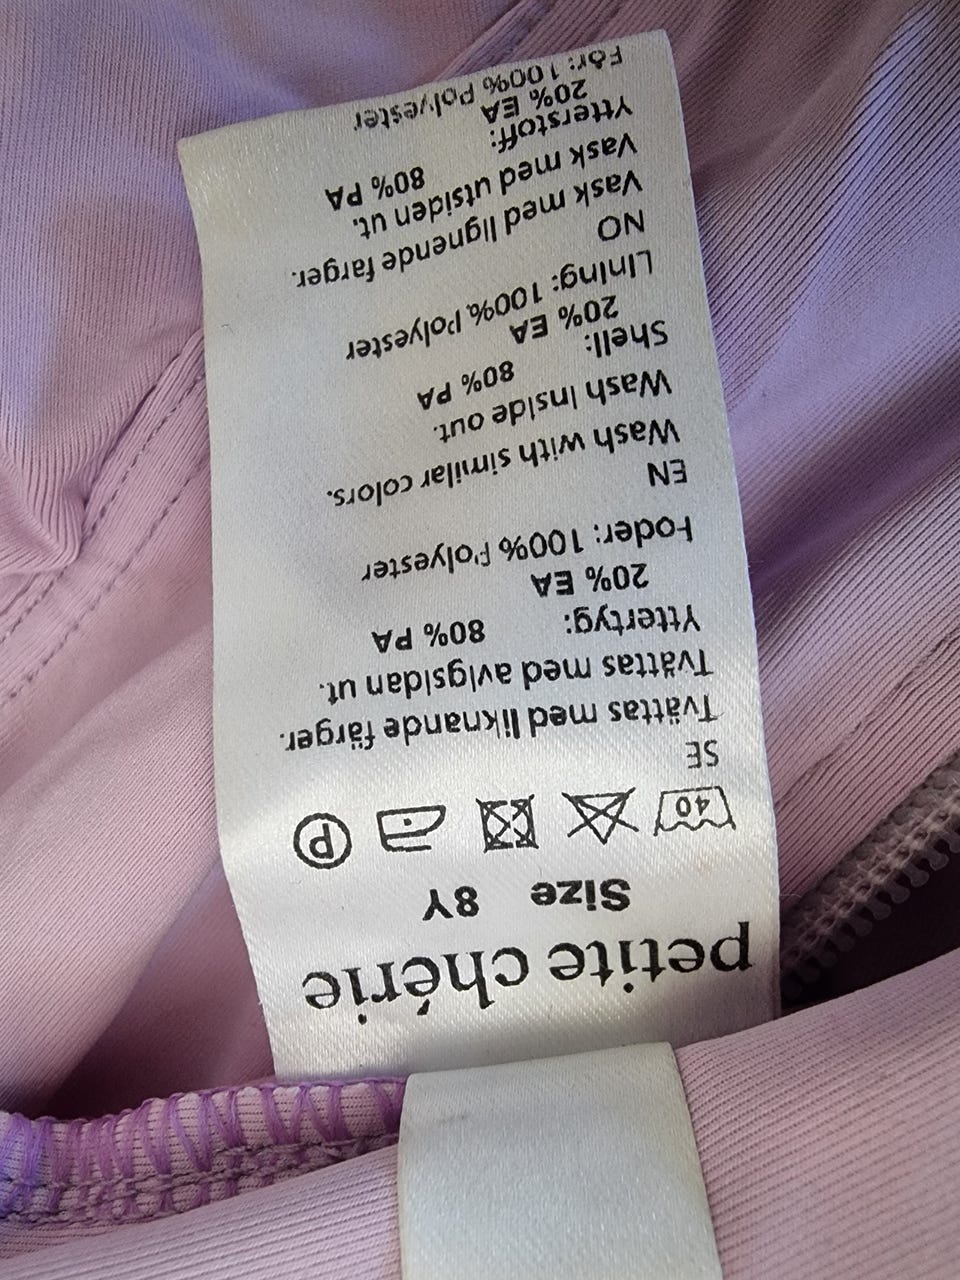 petite chérie
Size 8Y
40 P
SE
Tvättas med liknande färger.
Tvättas med avigsidan ut.
Yttertyg: 80% PA
20% EA
Foder: 100% Polyester
EN
Wash with similar colors.
Wash inside out.
Shell: 80% PA
20% EA
Lining: 100% Polyester
NO
Vask med lignende farger.
Vask med utsiden ut.
Ytterstoff: 80% PA
20% EA
Fôr: 100% Polyester